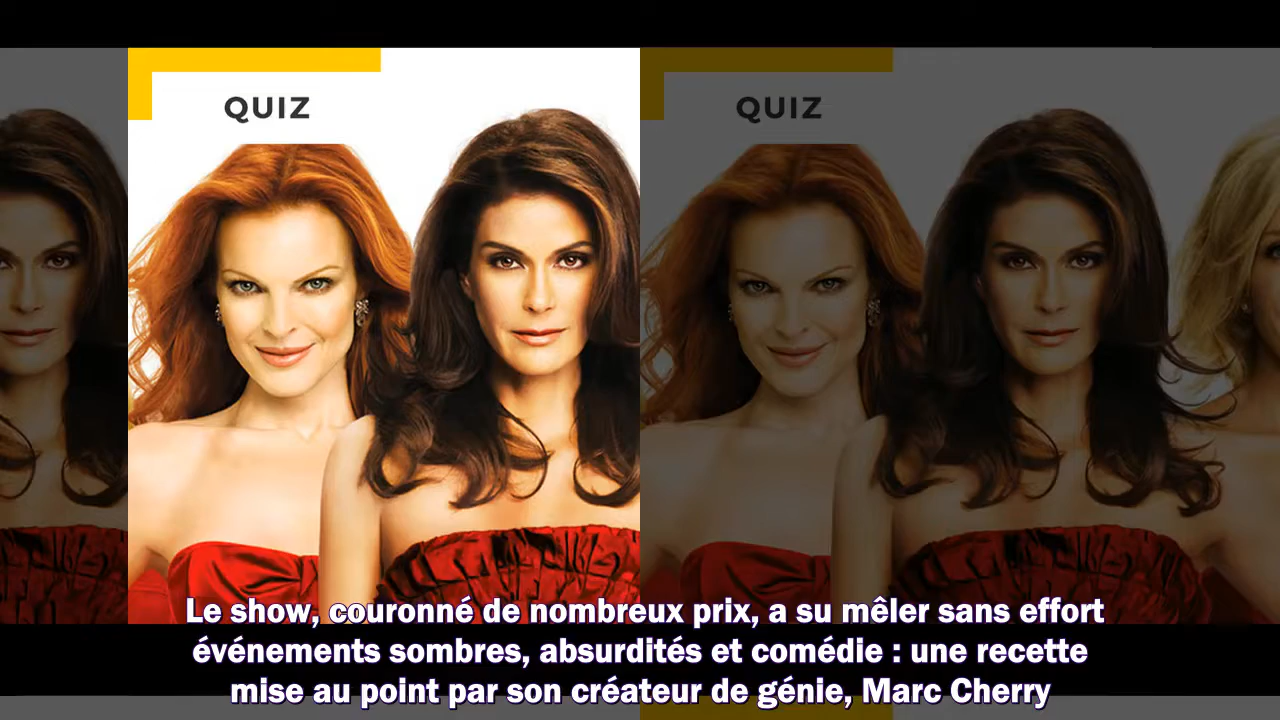 QUIZ
QUIZ
Le show, couronné de nombreux prix, a su mêler sans effort
événements sombres, absurdités et comédie : une recette
mise au point par son créateur de génie, Marc Cherry